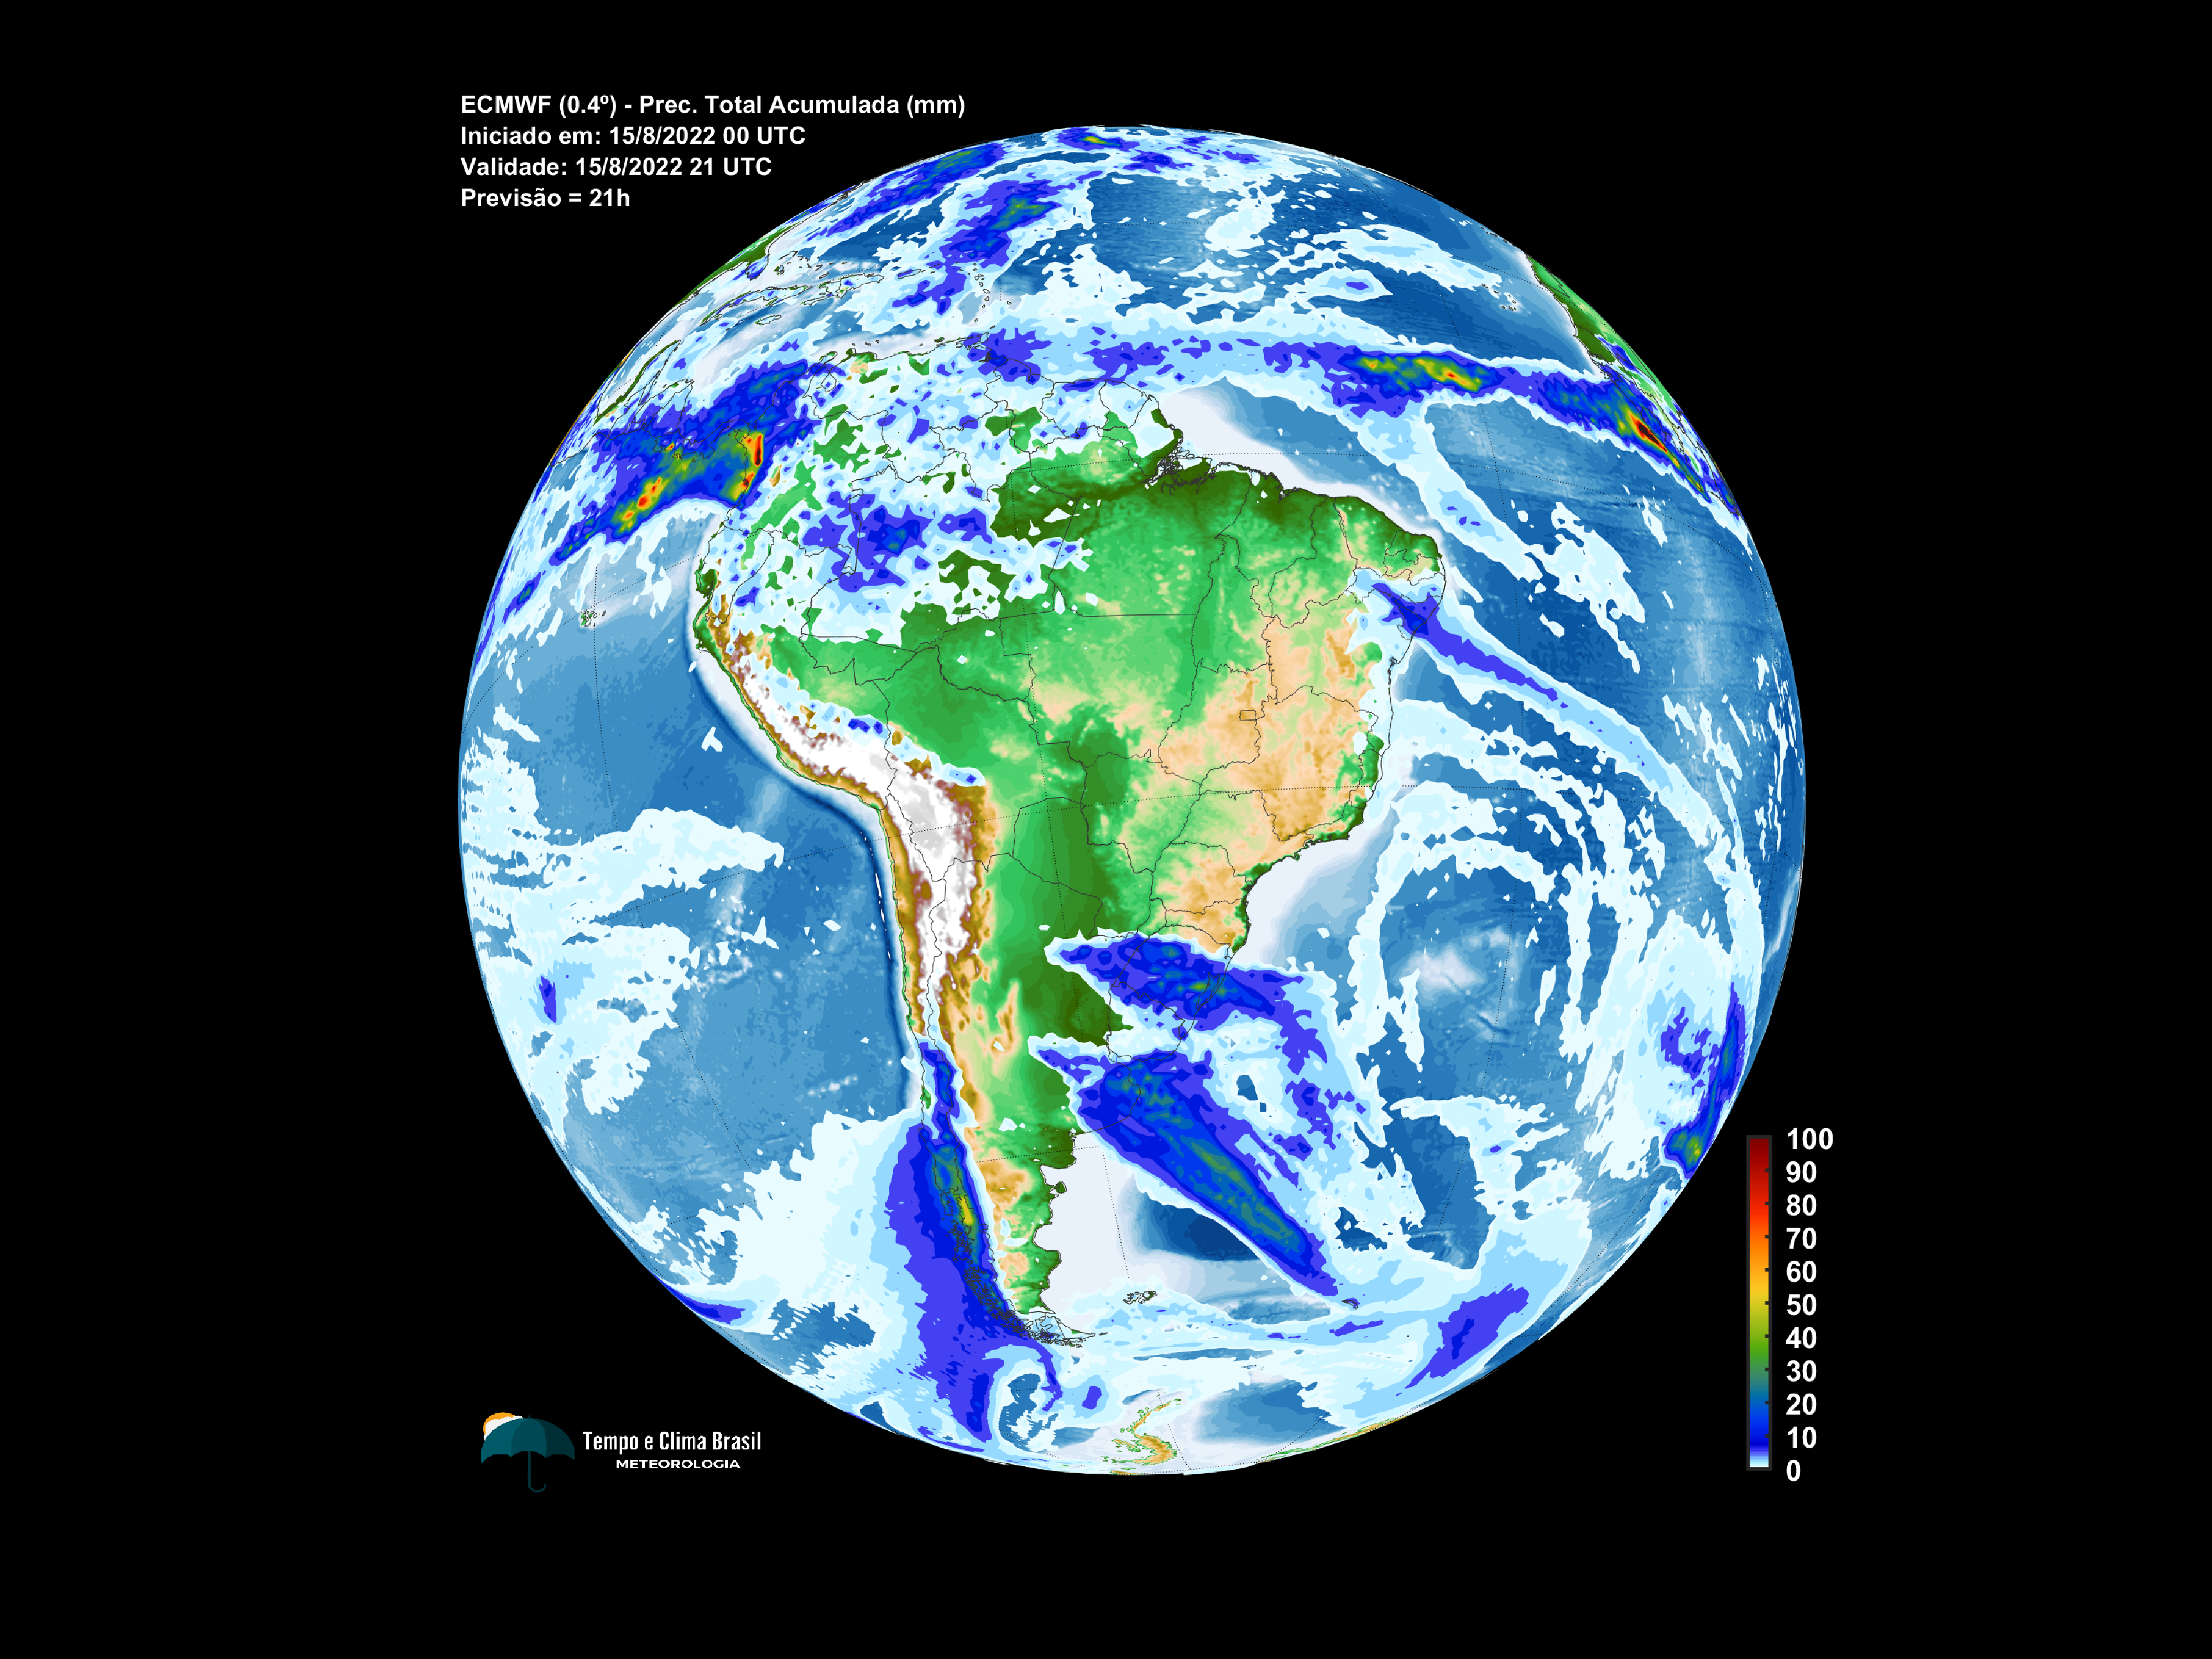 ECMWF (0.4º) - Prec. Total Acumulada (mm)
Iniciado em: 15/8/2022 00 UTC
Validade: 15/8/2022 21 UTC
Previsão = 21h
100
90
80
70
60
50
40
30
20
10
0
Tempo e Clima Brasil
METEOROLOGIA